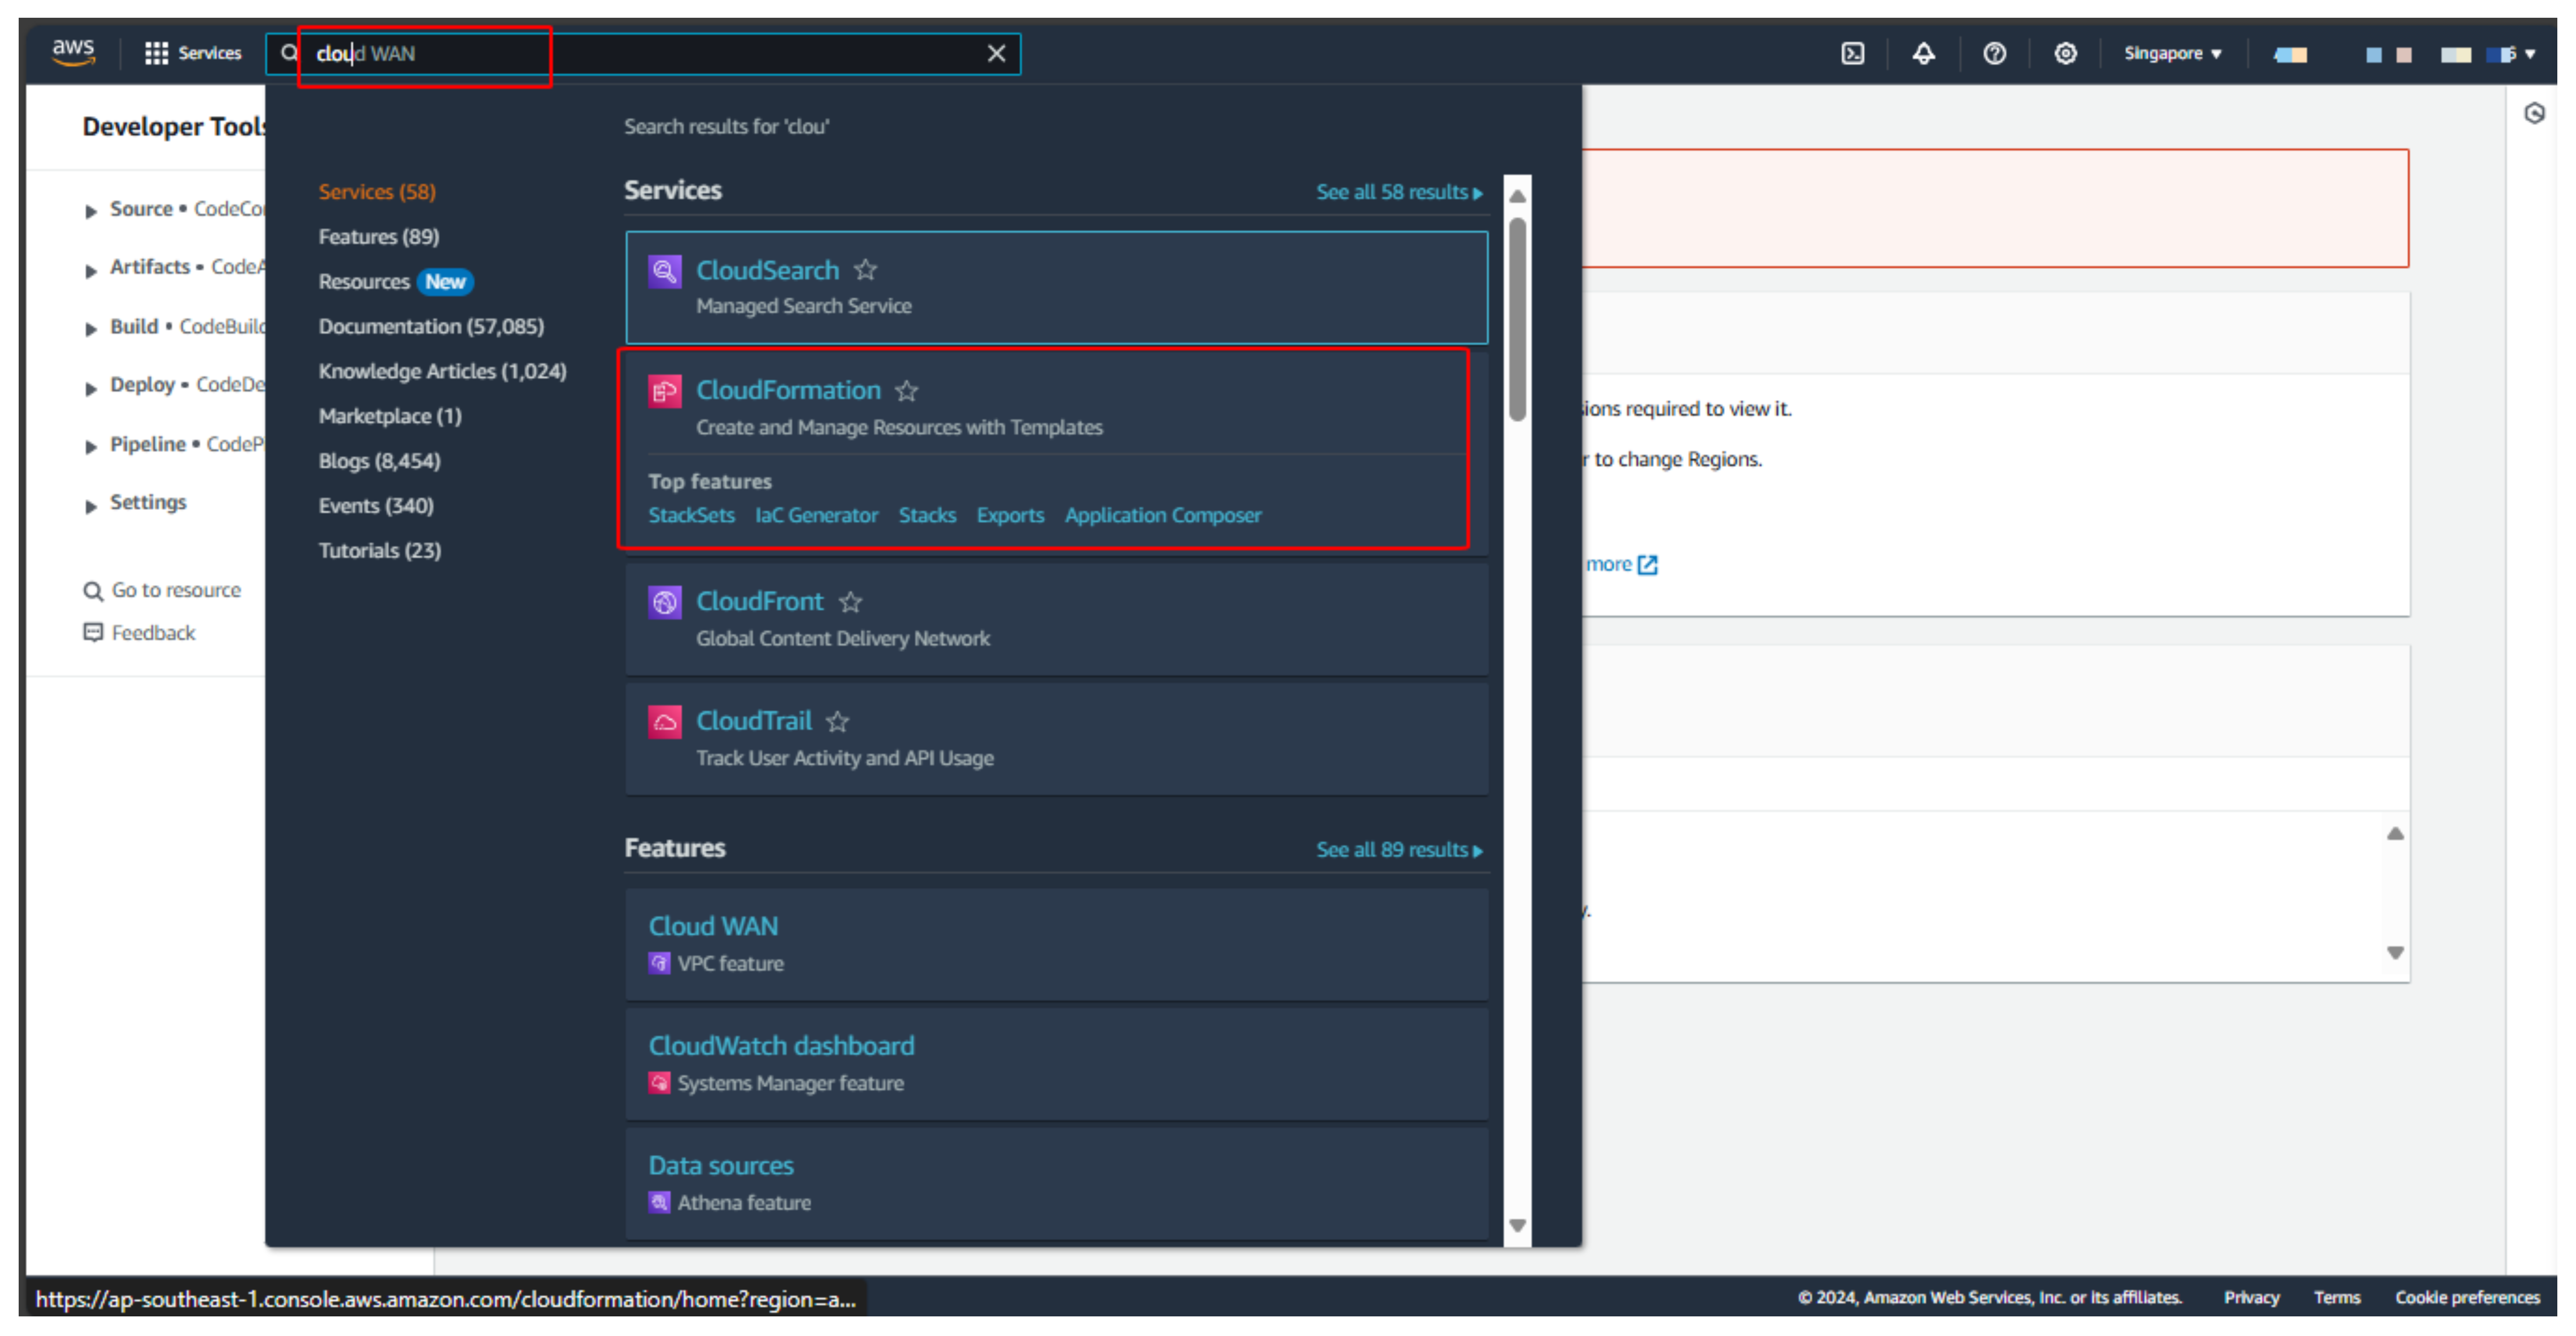 aws
Services
cloud WAN
Singapore ▼
Developer Tools
Source •
Artifacts •
Build •
Deploy •
Pipeline •
Settings
Go to resource
Feedback
Search results for 'clou'
Services (58)
Features (89)
Resources New
Documentation (57,085)
Knowledge Articles (1,024)
Marketplace (1)
Blogs (8,454)
Events (340)
Tutorials (23)
Services
See all 58 results
CloudSearch
Managed Search Service
CloudFormation
Create and Manage Resources with Templates
Top features
StackSets IaC Generator Stacks Exports Application Composer
CloudFront
Global Content Delivery Network
CloudTrail
Track User Activity and API Usage
Features
See all 89 results
Cloud WAN
VPC feature
CloudWatch dashboard
Systems Manager feature
Data sources
Athena feature
required to view it.
to change Regions.
more
https://ap-southeast-1.console.aws.amazon.com/cloudformation/home?region=a...
© 2024, Amazon Web Services, Inc. or its affiliates. Privacy Terms Cookie preferences